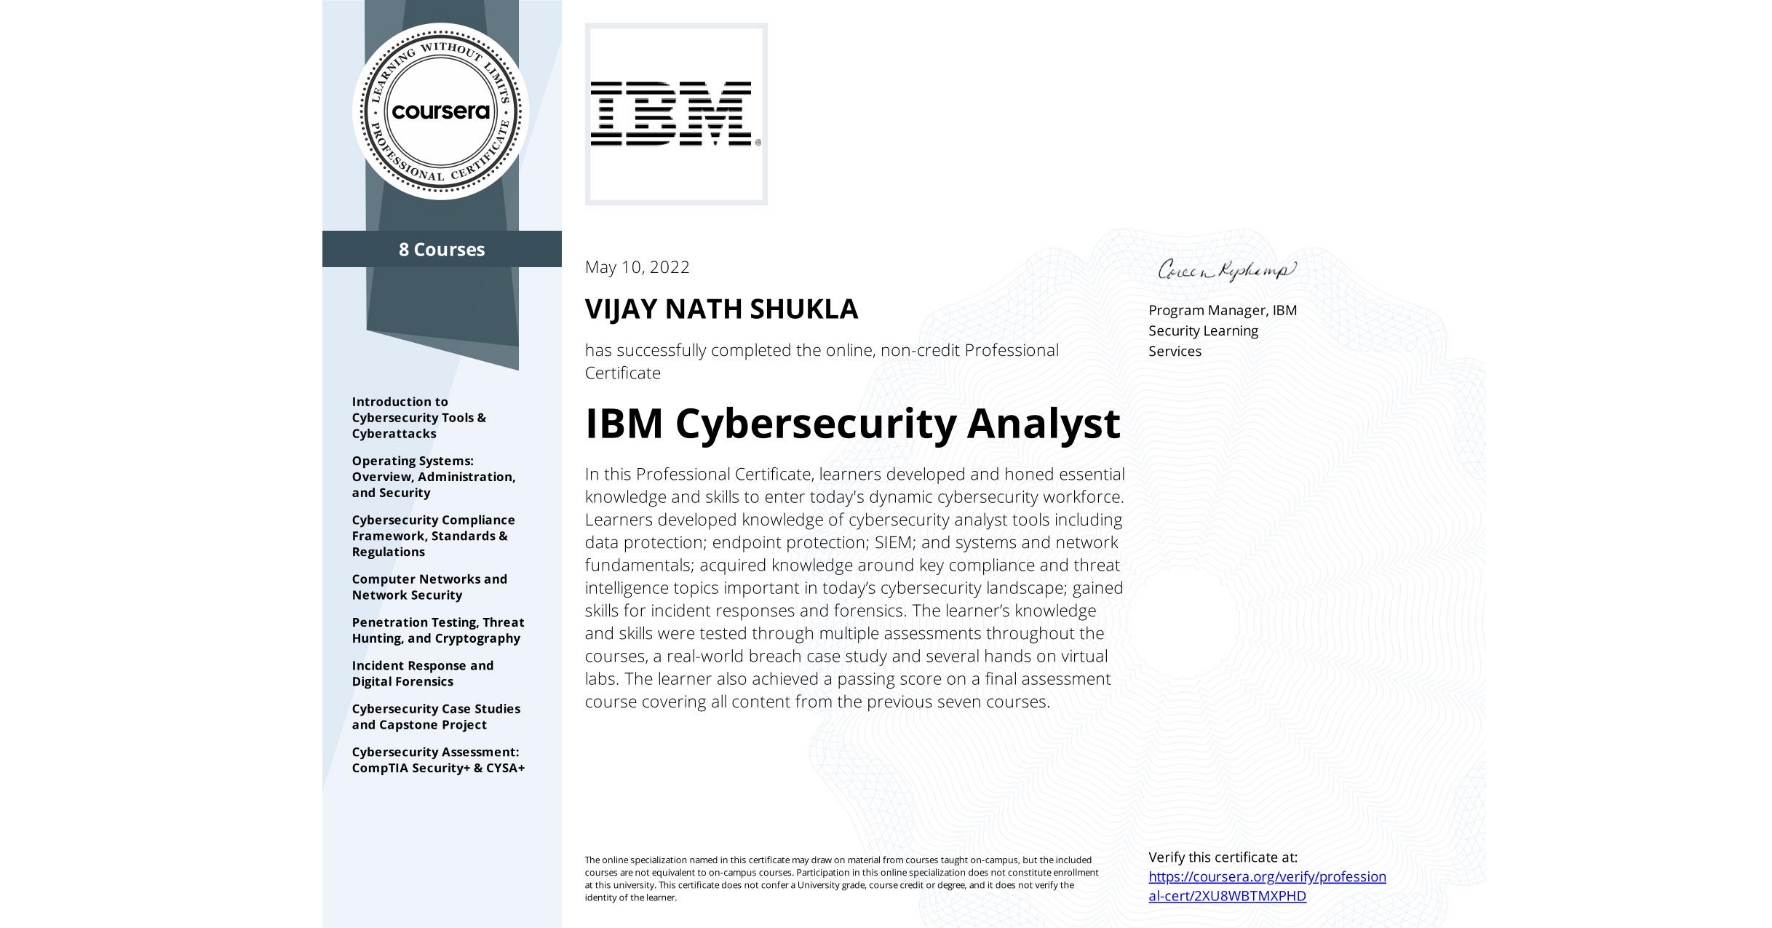 LEARNING WITHOUT LIMITS
coursera
PROFESSIONAL CERTIFICATE
8 Courses
Introduction to
Cybersecurity Tools &
Cyberattacks
Operating Systems:
Overview, Administration,
and Security
Cybersecurity Compliance
Framework, Standards &
Regulations
Computer Networks and
Network Security
Penetration Testing, Threat
Hunting, and Cryptography
Incident Response and
Digital Forensics
Cybersecurity Case Studies
and Capstone Project
Cybersecurity Assessment:
CompTIA Security+ & CYSA+
IBM®
May 10, 2022
VIJAY NATH SHUKLA
has successfully completed the online, non-credit Professional
Certificate
IBM Cybersecurity Analyst
In this Professional Certificate, learners developed and honed essential
knowledge and skills to enter today's dynamic cybersecurity workforce.
Learners developed knowledge of cybersecurity analyst tools including
data protection; endpoint protection; SIEM; and systems and network
fundamentals; acquired knowledge around key compliance and threat
intelligence topics important in today’s cybersecurity landscape; gained
skills for incident responses and forensics. The learner’s knowledge
and skills were tested through multiple assessments throughout the
courses, a real-world breach case study and several hands on virtual
labs. The learner also achieved a passing score on a final assessment
course covering all content from the previous seven courses.
The online specialization named in this certificate may draw on material from courses taught on-campus, but the included
courses are not equivalent to on-campus courses. Participation in this online specialization does not constitute enrollment
at this university. This certificate does not confer a University grade, course credit or degree, and it does not verify the
identity of the learner.
Program Manager, IBM
Security Learning
Services
Verify this certificate at:
https://coursera.org/verify/profession
al-cert/2XU8WBTMXPHD